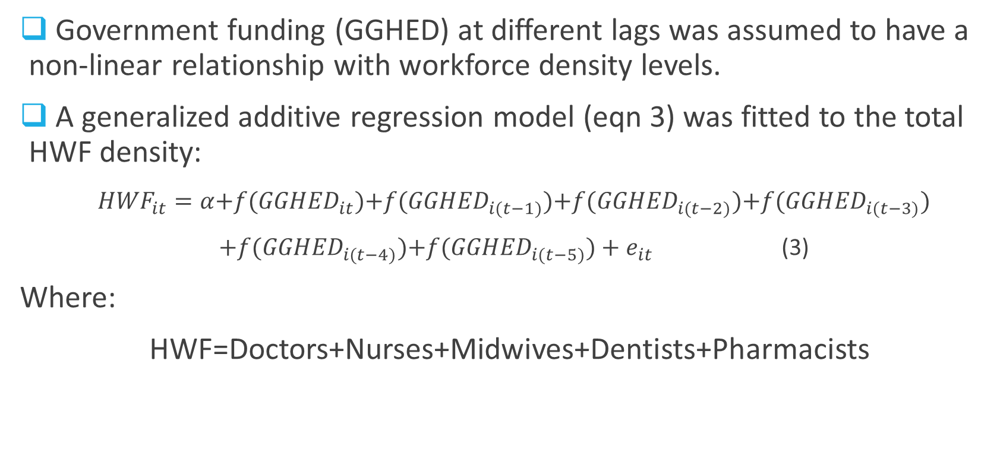 ❑ Government funding (GGHED) at different lags was assumed to have a
non-linear relationship with workforce density levels.
❑ A generalized additive regression model (eqn 3) was fitted to the total
HWF density:
HWF_{it} = α+f(GGHED_{it})+f(GGHED_{i(t−1)})+f(GGHED_{i(t−2)})+f(GGHED_{i(t−3)})
+f(GGHED_{i(t−4)})+f(GGHED_{i(t−5)}) + e_{it} (3)
Where:
HWF=Doctors+Nurses+Midwives+Dentists+Pharmacists